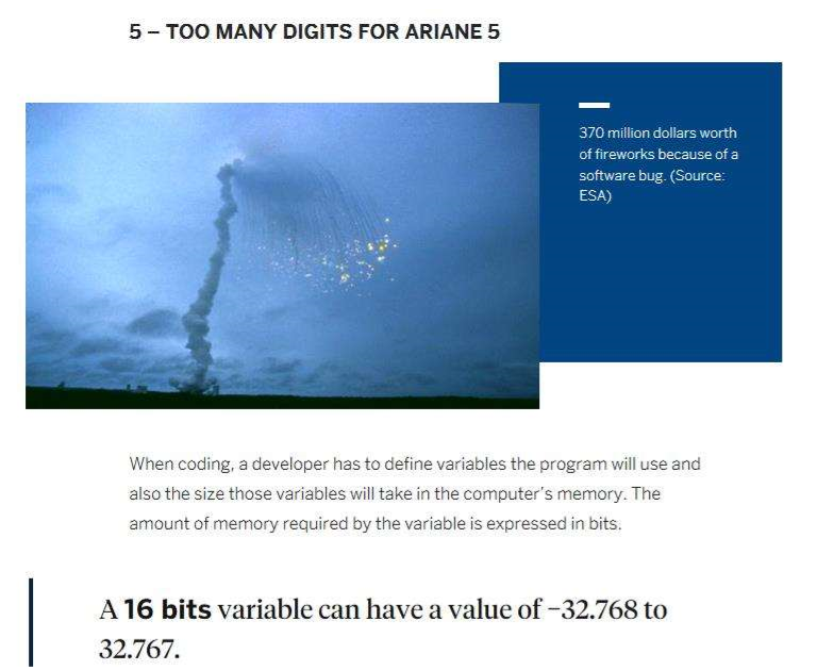 5 – TOO MANY DIGITS FOR ARIANE 5
370 million dollars worth
of fireworks because of a
software bug. (Source:
ESA)
When coding, a developer has to define variables the program will use and
also the size those variables will take in the computer's memory. The
amount of memory required by the variable is expressed in bits.
A 16 bits variable can have a value of −32.768 to
32.767.